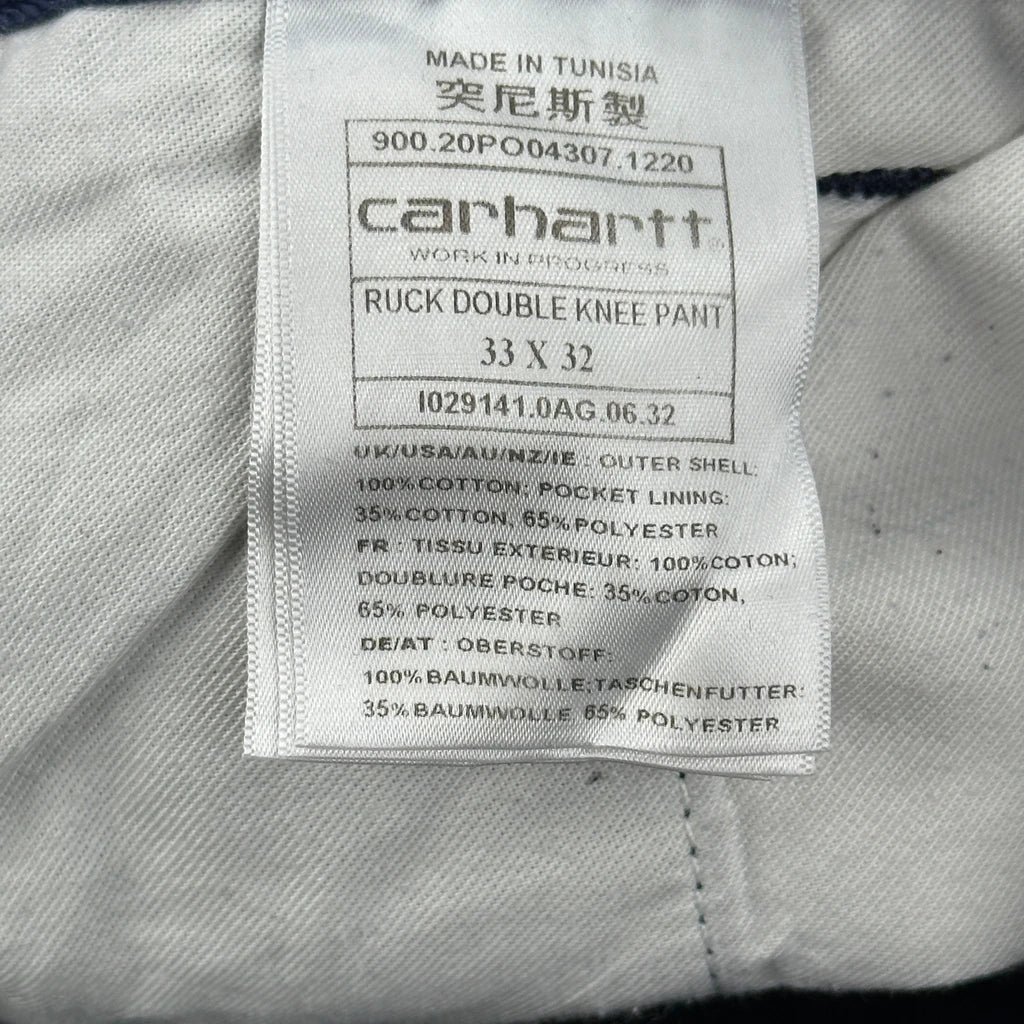 MADE IN TUNISIA
突尼斯製
900.20PO04307.1220
carhartt
WORK IN PROGRESS
RUCK DOUBLE KNEE PANT
33 X 32
I029141.0AG.06.32
UK/USA/AU/NZ/IE : OUTER SHELL:
100% COTTON; POCKET LINING:
35% COTTON, 65% POLYESTER
FR : TISSU EXTERIEUR: 100% COTON;
DOUBLURE POCHE: 35% COTON,
65% POLYESTER
DE/AT : OBERSTOFF:
100% BAUMWOLLE;TASCHENFUTTER:
35% BAUMWOLLE, 65% POLYESTER